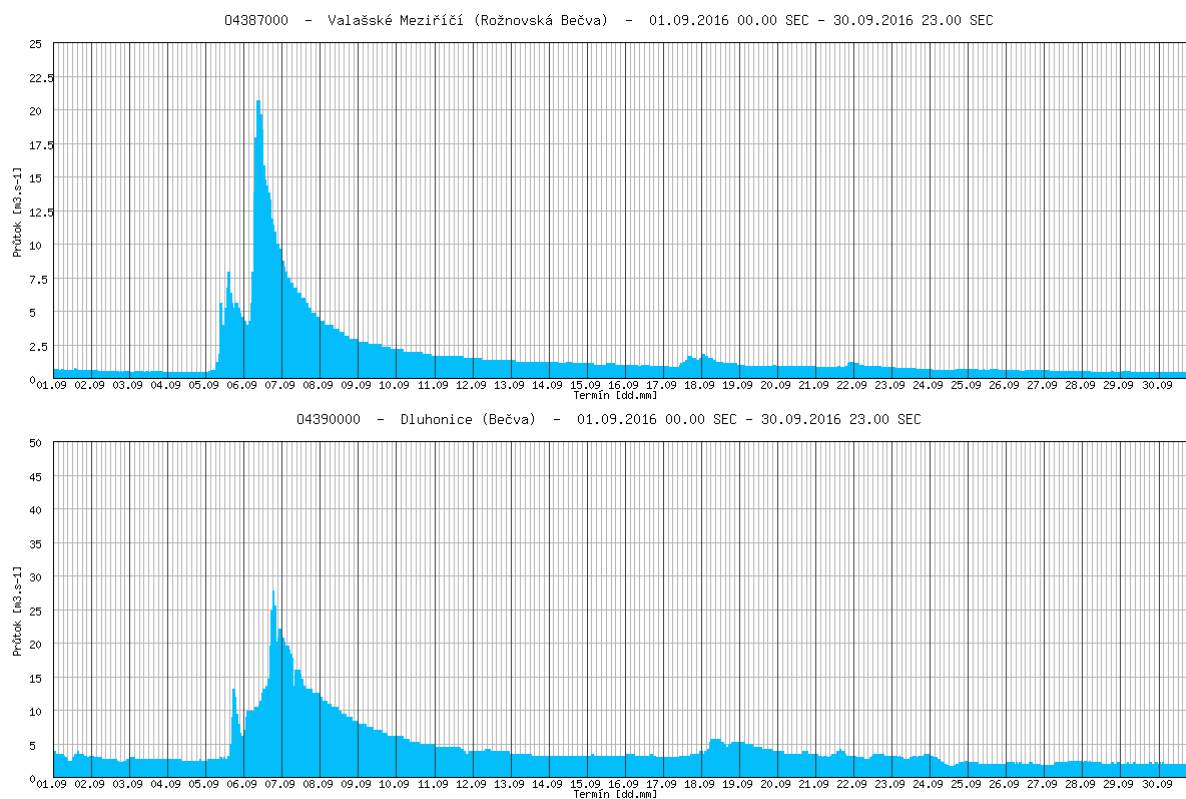 04387000 - Valašské Meziříčí (Rožnovská Bečva) - 01.09.2016 00.00 SEC - 30.09.2016 23.00 SEC
25
22.5
20
17.5
15
12.5
10
7.5
5
2.5
0
Průtok [m3.s-1]
01.09 02.09 03.09 04.09 05.09 06.09 07.09 08.09 09.09 10.09 11.09 12.09 13.09 14.09 15.09 16.09 17.09 18.09 19.09 20.09 21.09 22.09 23.09 24.09 25.09 26.09 27.09 28.09 29.09 30.09
Termín [dd.mm]
04390000 - Dluhonice (Bečva) - 01.09.2016 00.00 SEC - 30.09.2016 23.00 SEC
50
45
40
35
30
25
20
15
10
5
0
Průtok [m3.s-1]
01.09 02.09 03.09 04.09 05.09 06.09 07.09 08.09 09.09 10.09 11.09 12.09 13.09 14.09 15.09 16.09 17.09 18.09 19.09 20.09 21.09 22.09 23.09 24.09 25.09 26.09 27.09 28.09 29.09 30.09
Termín [dd.mm]